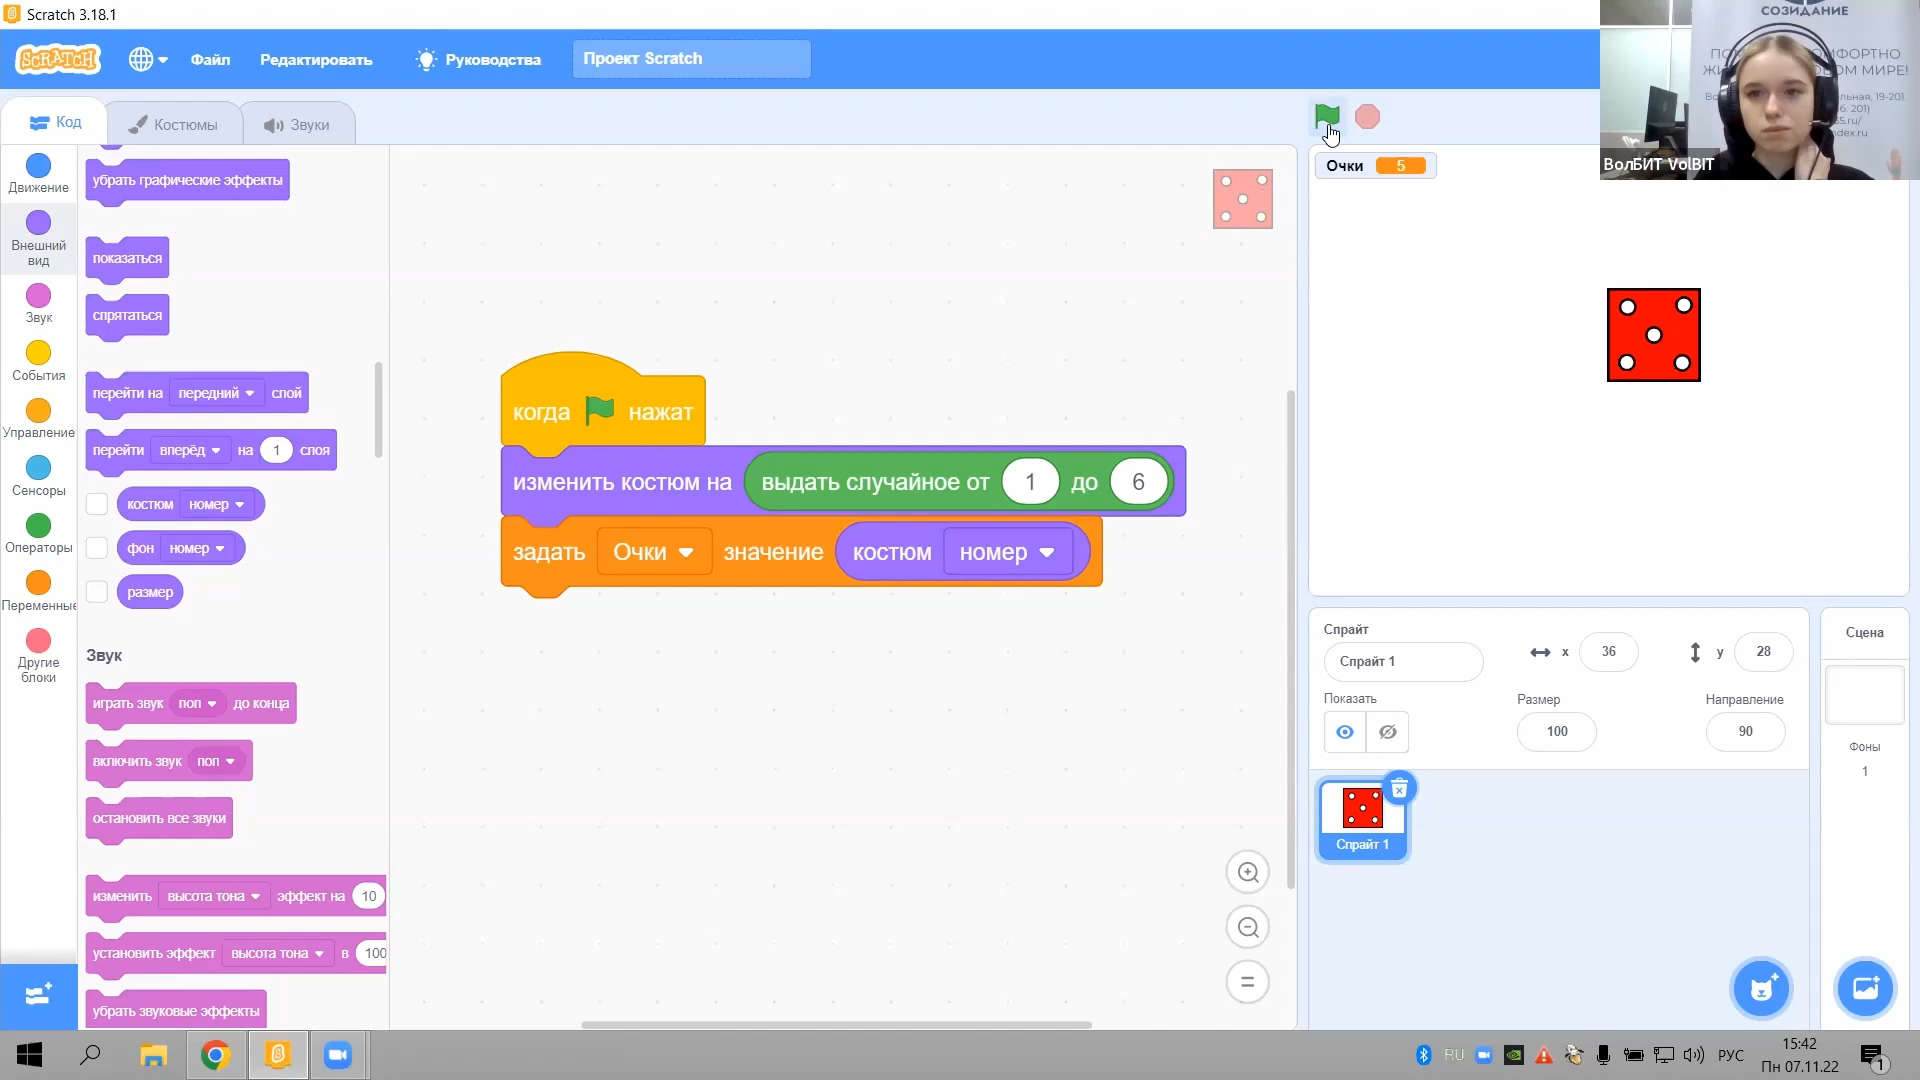 Scratch 3.18.1
SCRATCH
Файл
Редактировать
Руководства
Проект Scratch
Код
Костюмы
Звуки
СОЗИДАНИЕ
ВолБИТ VolBIT
Движение
Внешний
вид
Звук
События
Управление
Сенсоры
Операторы
Переменные
Другие
блоки
убрать графические эффекты
показаться
спрятаться
перейти на передний слой
перейти вперёд на 1 слоя
костюм номер
фон номер
размер
Звук
играть звук поп до конца
включить звук поп
остановить все звуки
изменить высота тона эффект на 10
установить эффект высота тона в 100
убрать звуковые эффекты
когда нажат
изменить костюм на выдать случайное от 1 до 6
задать Очки значение костюм номер
Очки 5
Спрайт
Спрайт 1
x 36
y 28
Показать
Размер
100
Направление
90
Спрайт 1
Сцена
Фоны
1
RU
РУС
15:42
Пн 07.11.22
1